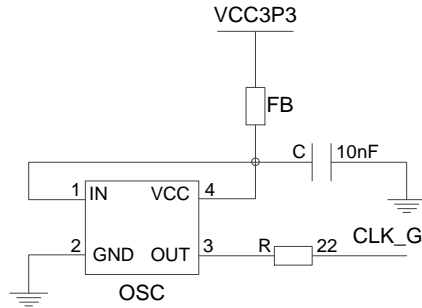 VCC3P3
FB
C 10nF
1 IN VCC 4
2 GND OUT 3 R 22 CLK_G
OSC